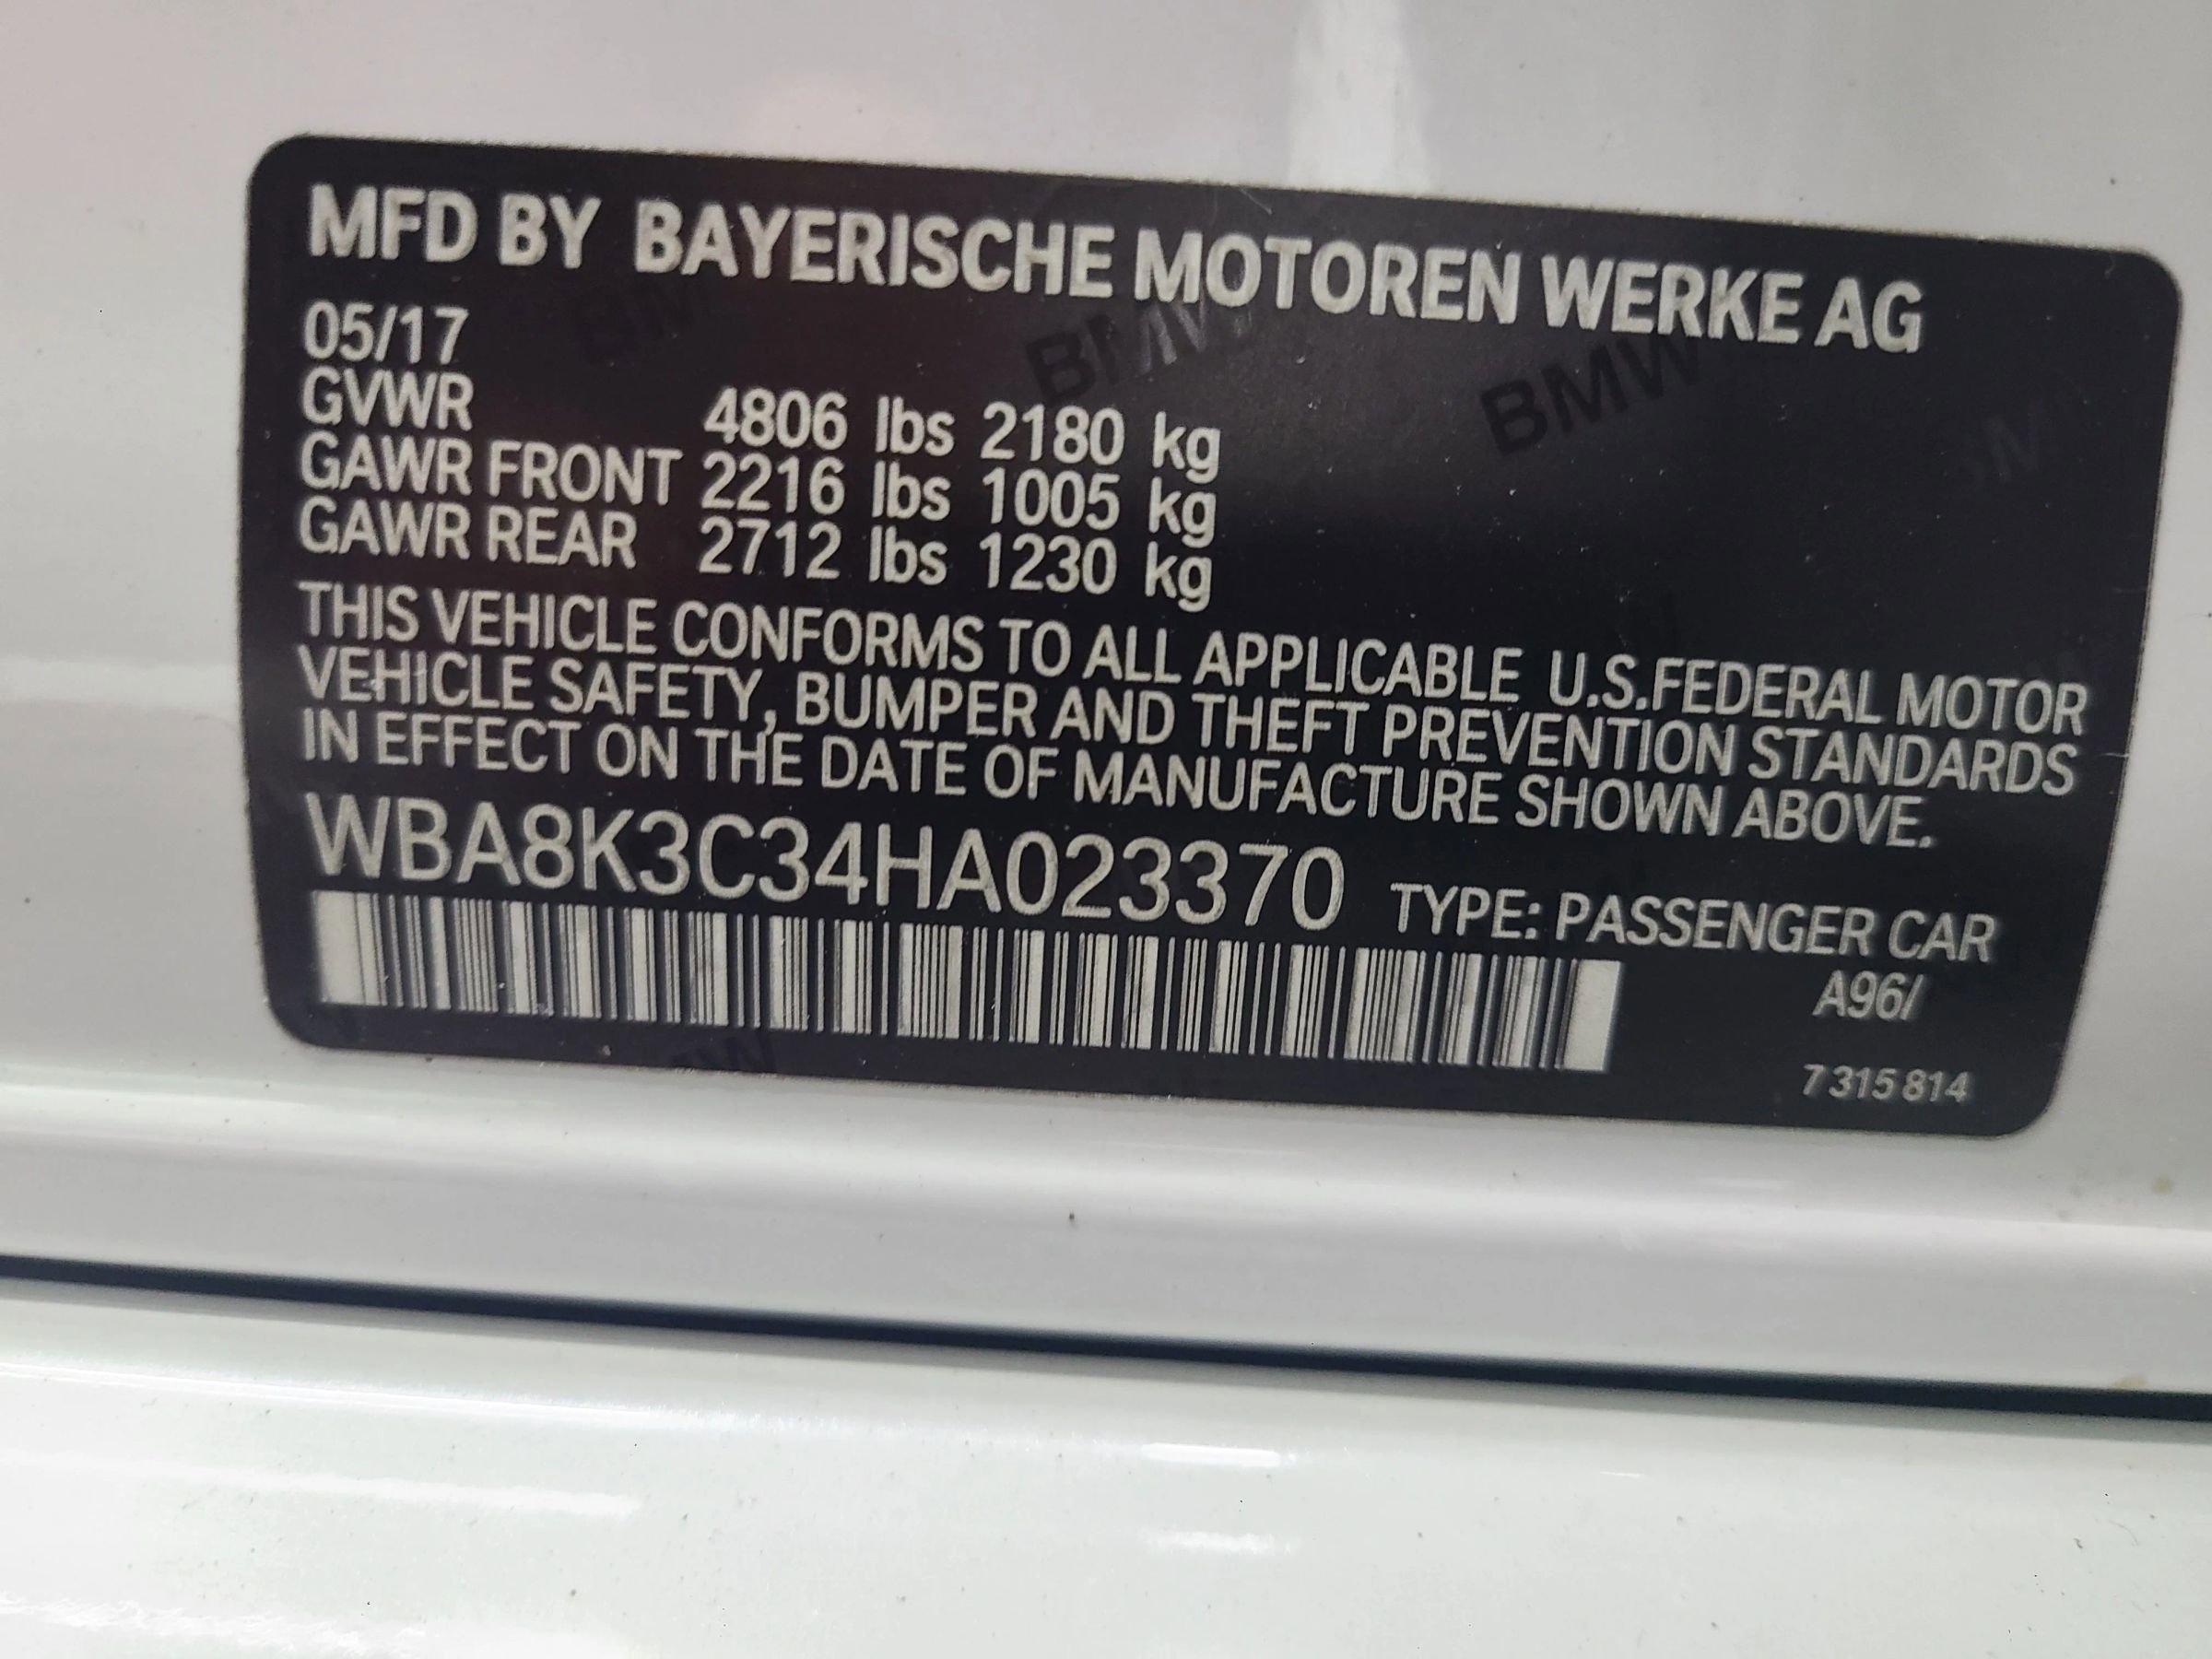 MFD BY BAYERISCHE MOTOREN WERKE AG
05/17
GVWR 4806 lbs 2180 kg
GAWR FRONT 2216 lbs 1005 kg
GAWR REAR 2712 lbs 1230 kg
THIS VEHICLE CONFORMS TO ALL APPLICABLE U.S.FEDERAL MOTOR
VEHICLE SAFETY, BUMPER AND THEFT PREVENTION STANDARDS
IN EFFECT ON THE DATE OF MANUFACTURE SHOWN ABOVE.
WBA8K3C34HA023370 TYPE: PASSENGER CAR
A96/
7 315 814
BMW
BMW